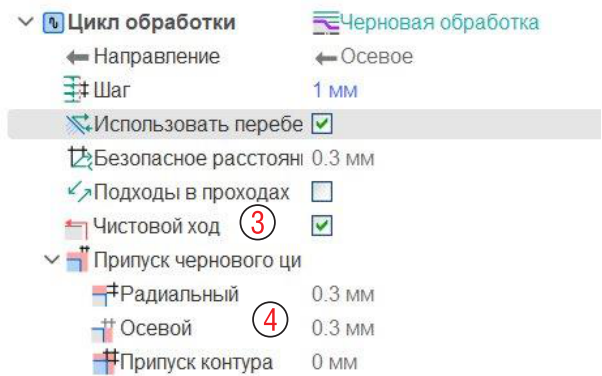 Цикл обработки Черновая обработка
Направление Осевое
Шаг 1 мм
Использовать перебе
Безопасное расстоян 0.3 мм
Подходы в проходах
Чистовой ход 3
Припуск чернового ци
Радиальный 0.3 мм
Осевой 4 0.3 мм
Припуск контура 0 мм